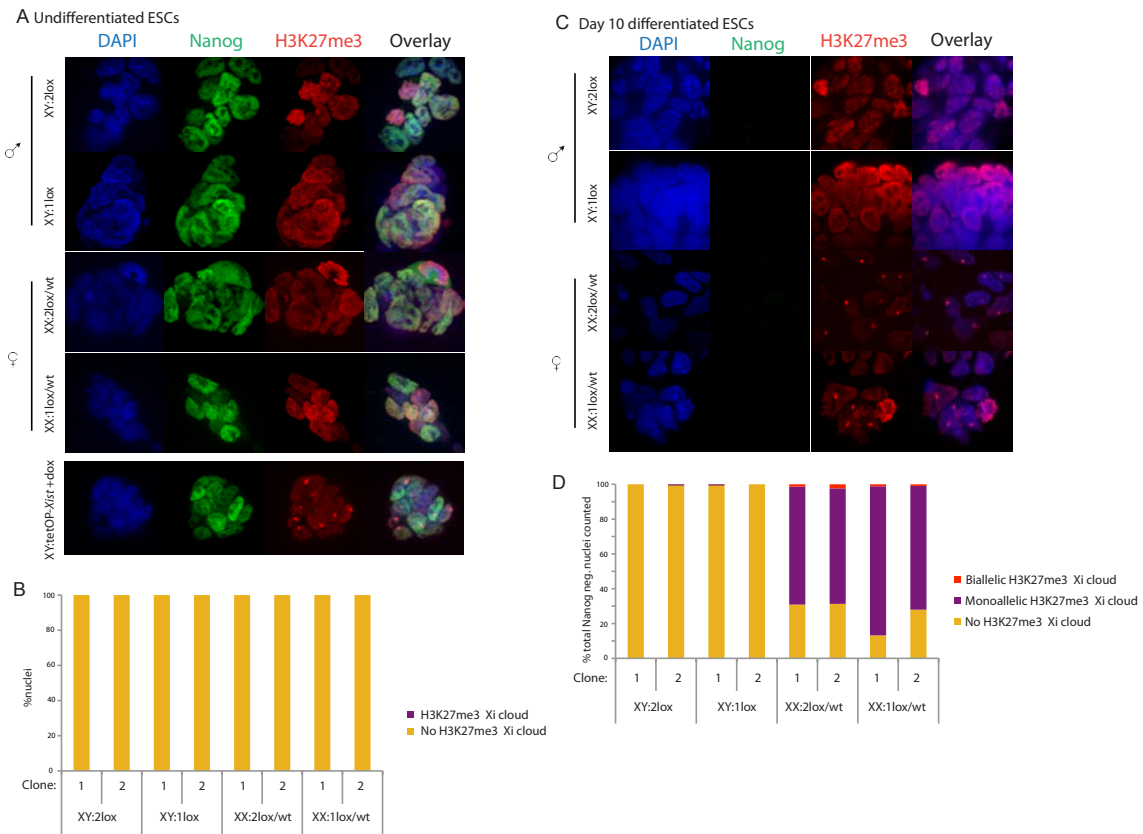 A Undifferentiated ESCs
DAPI Nanog H3K27me3 Overlay
♂
XY:2lox
XY:1lox
♀
XX:2lox/wt
XX:1lox/wt
XY:tetOP-Xist +dox
B
%nuclei
100
80
60
40
20
0
H3K27me3 Xi cloud
No H3K27me3 Xi cloud
Clone: 1 2 1 2 1 2 1 2
XY:2lox XY:1lox XX:2lox/wt XX:1lox/wt
C Day 10 differentiated ESCs
DAPI Nanog H3K27me3 Overlay
♂
XY:2lox
XY:1lox
♀
XX:2lox/wt
XX:1lox/wt
D
% total Nanog neg. nuclei counted
100
80
60
40
20
0
Biallelic H3K27me3 Xi cloud
Monoallelic H3K27me3 Xi cloud
No H3K27me3 Xi cloud
Clone: 1 2 1 2 1 2 1 2
XY:2lox XY:1lox XX:2lox/wt XX:1lox/wt